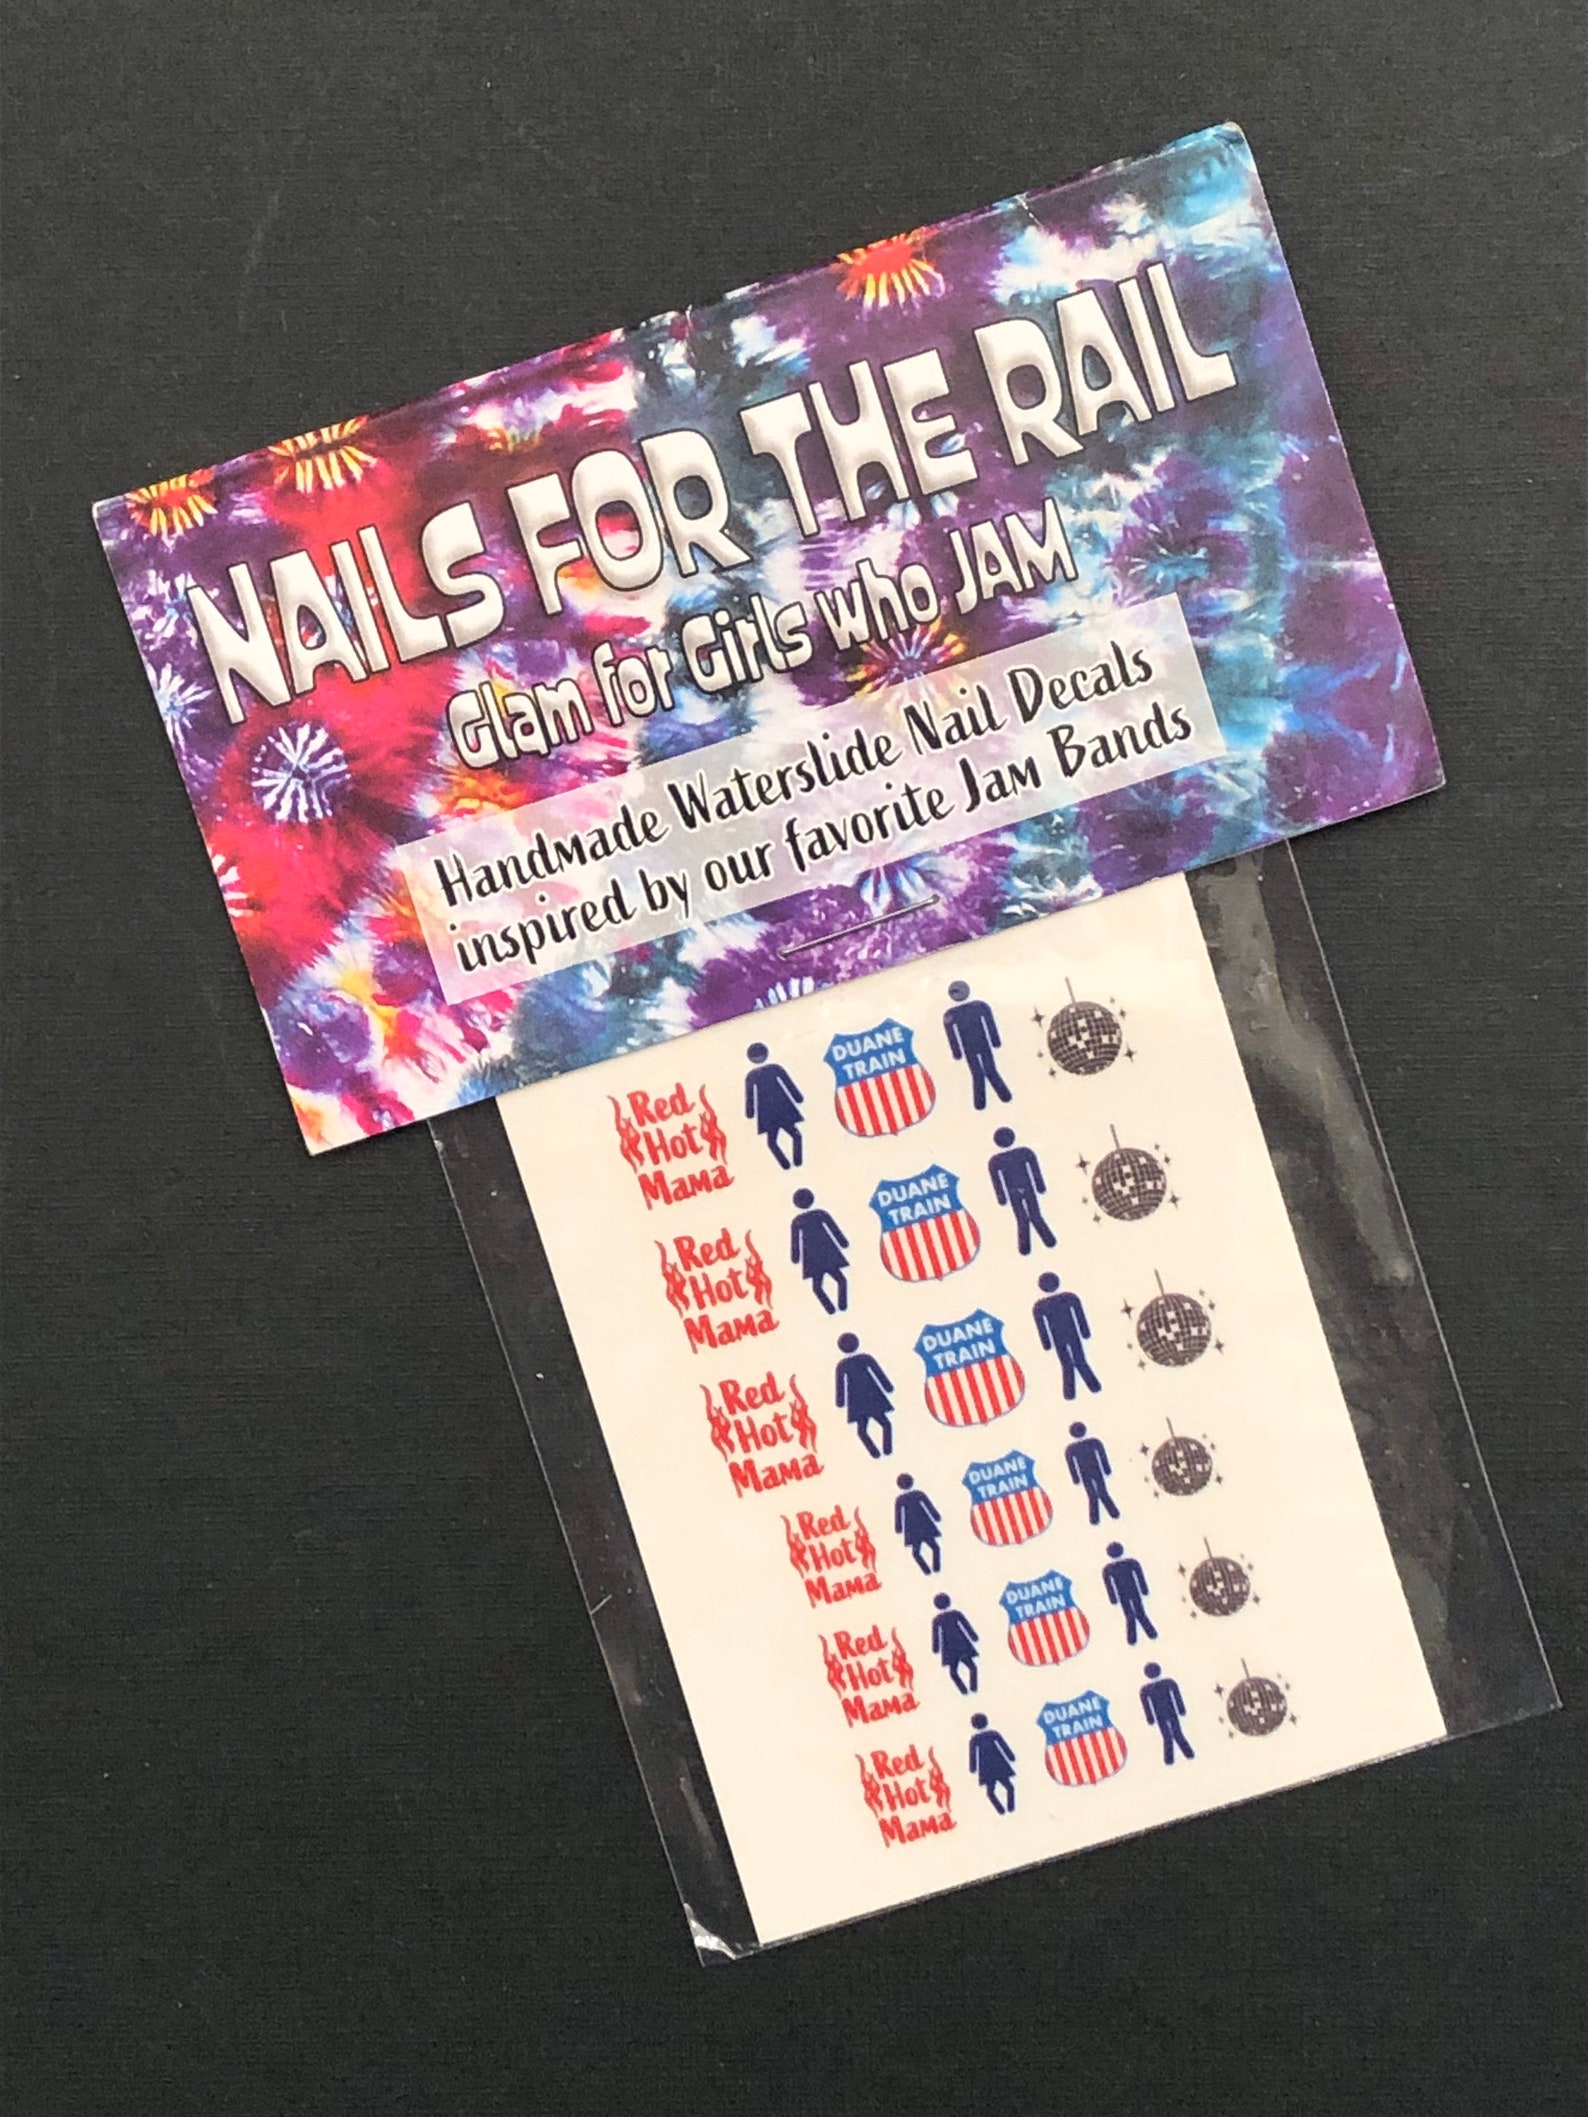 NAILS FOR THE RAIL
Glam for Girls who JAM
Handmade Waterslide Nail Decals
inspired by our favorite Jam Bands
Red
Hot
Mama
DUANE
TRAIN
Red
Hot
Mama
DUANE
TRAIN
Red
Hot
Mama
DUANE
TRAIN
Red
Hot
Mama
DUANE
TRAIN
Red
Hot
Mama
DUANE
TRAIN
Red
Hot
Mama
DUANE
TRAIN